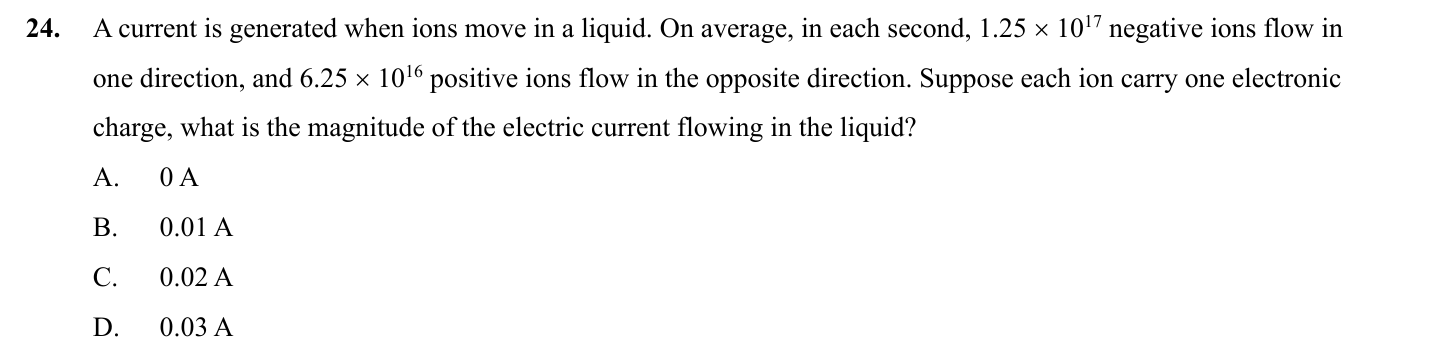 24. A current is generated when ions move in a liquid. On average, in each second, 1.25 × 10¹⁷ negative ions flow in
one direction, and 6.25 × 10¹⁶ positive ions flow in the opposite direction. Suppose each ion carry one electronic
charge, what is the magnitude of the electric current flowing in the liquid?
A. 0 A
B. 0.01 A
C. 0.02 A
D. 0.03 A